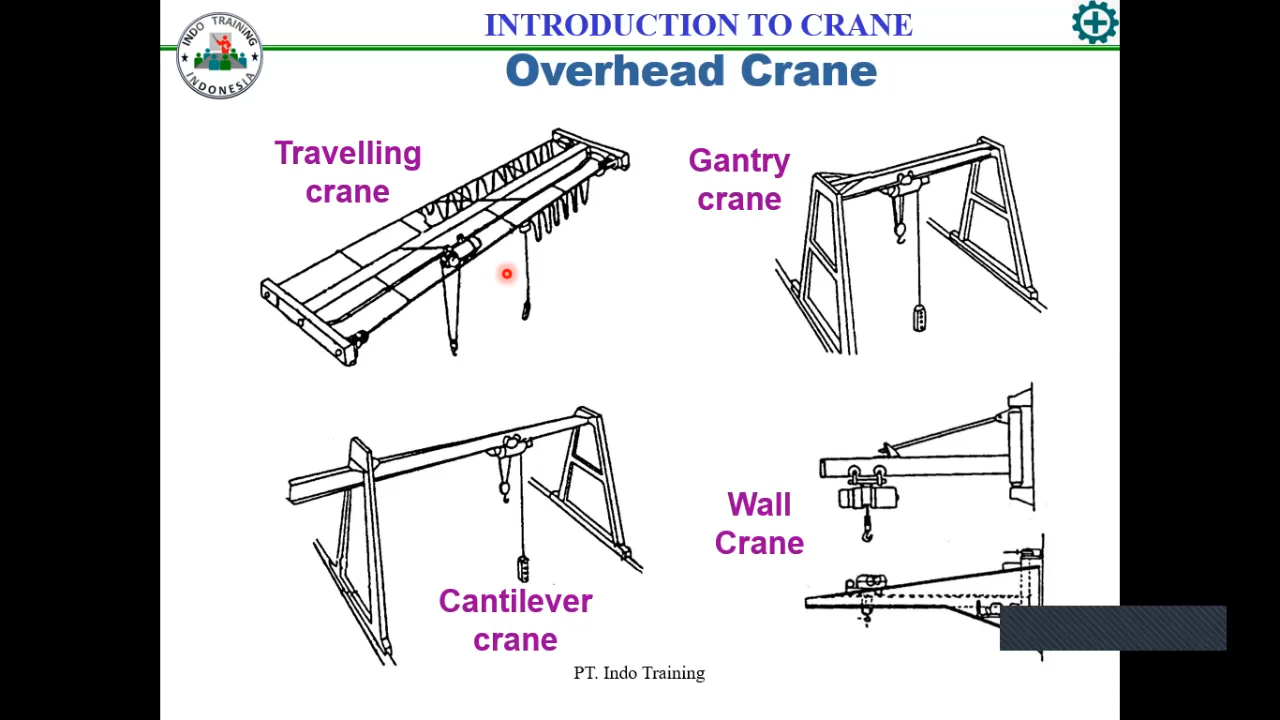 INTRODUCTION TO CRANE
INDO TRAINING
INDONESIA
Overhead Crane
Travelling
crane
Gantry
crane
Cantilever
crane
Wall
Crane
PT. Indo Training